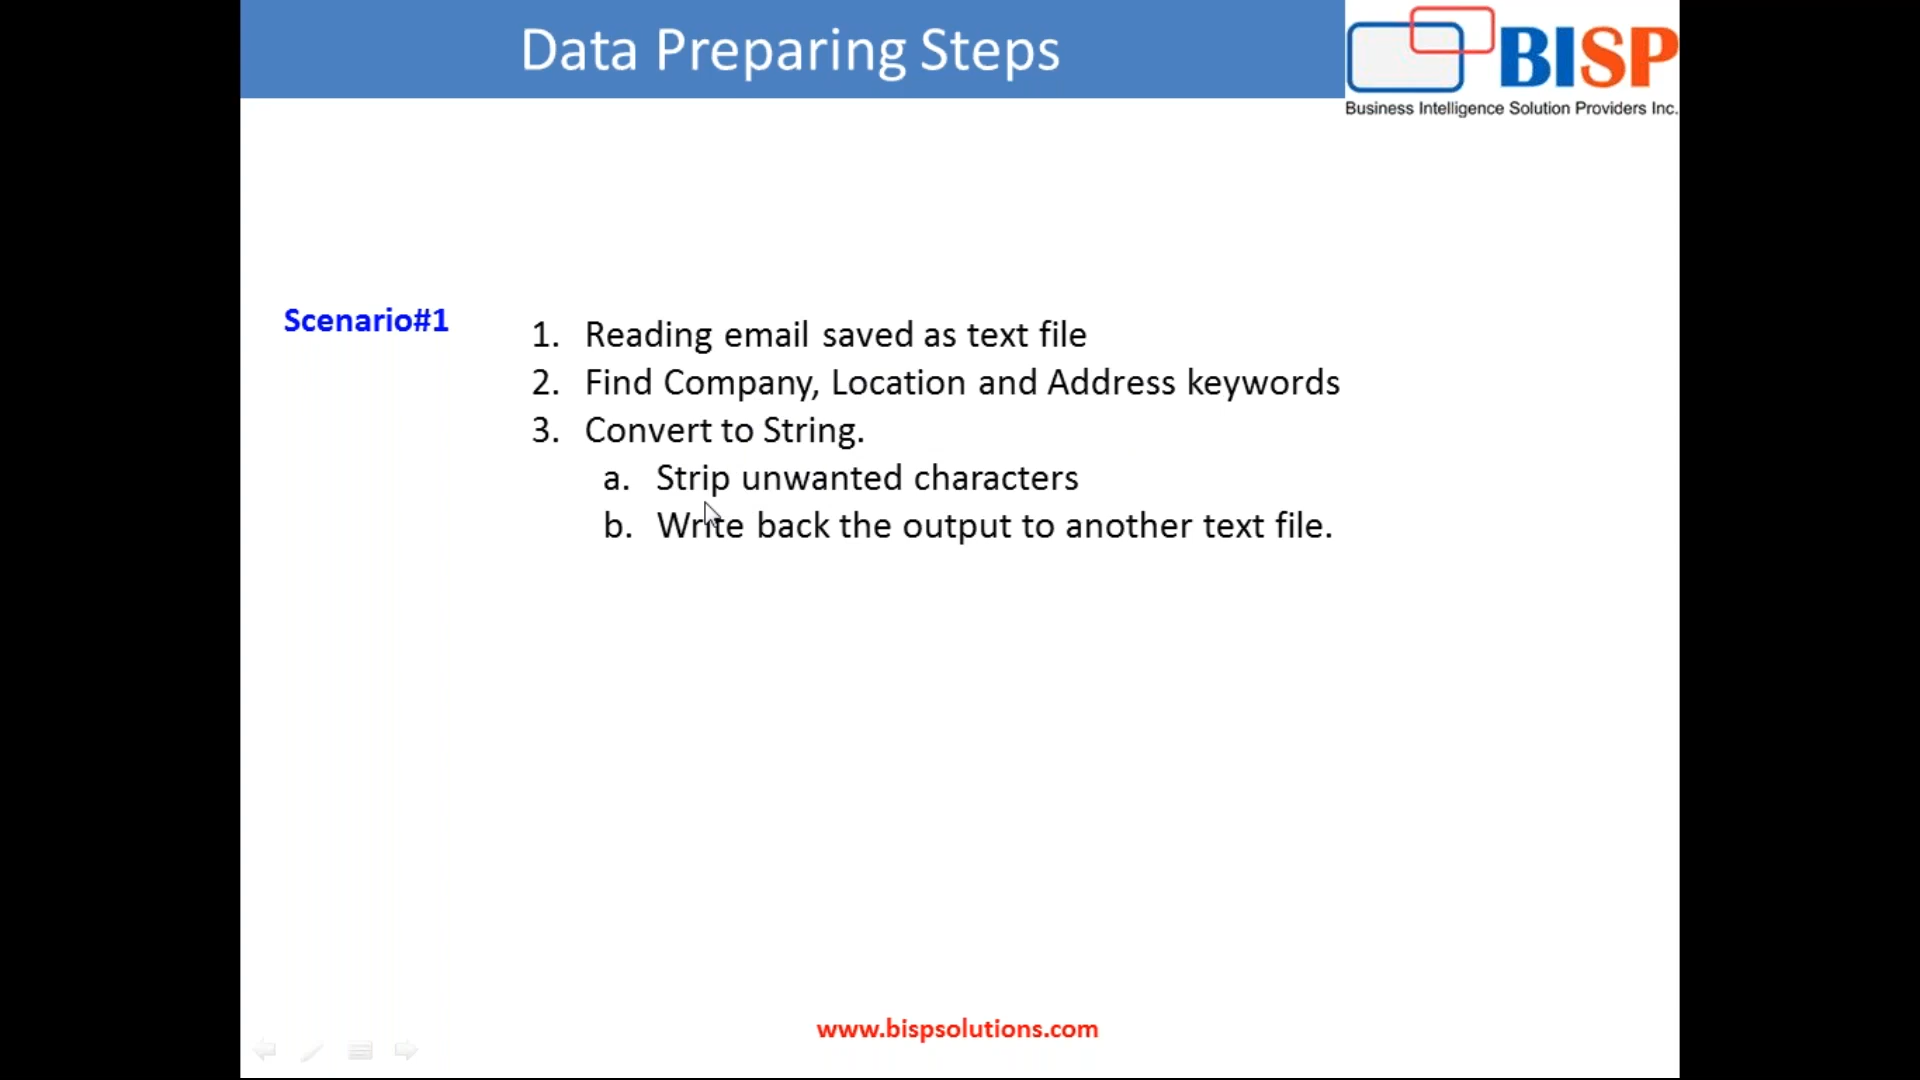 Data Preparing Steps
BISP
Business Intelligence Solution Providers Inc.
Scenario#1
1. Reading email saved as text file
2. Find Company, Location and Address keywords
3. Convert to String.
a. Strip unwanted characters
b. Write back the output to another text file.
www.bispsolutions.com